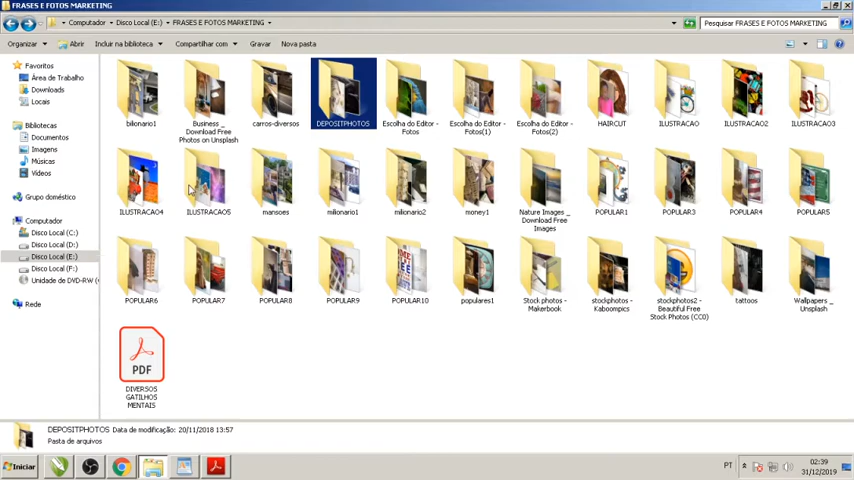 FRASES E FOTOS MARKETING
Computador ▸ Disco Local (E:) ▸ FRASES E FOTOS MARKETING ▸
Pesquisar FRASES E FOTOS MARKETING
Organizar Abrir Incluir na biblioteca Compartilhar com Gravar Nova pasta
Favoritos
Área de Trabalho
Downloads
Locais
Bibliotecas
Documentos
Imagens
Músicas
Vídeos
Grupo doméstico
Computador
Disco Local (C:)
Disco Local (D:)
Disco Local (E:)
Disco Local (F:)
Unidade de DVD-RW (
Rede
bilionario1
Business _
Download Free
Photos on Unsplash
carros-diversos
DEPOSITPHOTOS
Escolha do Editor -
Fotos
Escolha do Editor -
Fotos(1)
Escolha do Editor -
Fotos(2)
HAIRCUT
ILUSTRACAO
ILUSTRACAO2
ILUSTRACAO3
ILUSTRACAO4
ILUSTRACAO5
mansoes
milionario1
milionario2
money1
Nature Images _
Download Free
Images
POPULAR1
POPULAR3
POPULAR4
POPULAR5
POPULAR6
POPULAR7
POPULAR8
POPULAR9
POPULAR10
populares1
Stock photos -
Makerbook
stockphotos -
Kaboompics
stockphotos2 -
Beautiful Free
Stock Photos (CC0)
tattoos
Wallpapers _
Unsplash
PDF
DIVERSOS
GATILHOS
MENTAIS
DEPOSITPHOTOS Data de modificação: 20/11/2018 13:57
Pasta de arquivos
Iniciar
PT
02:39
31/12/2019